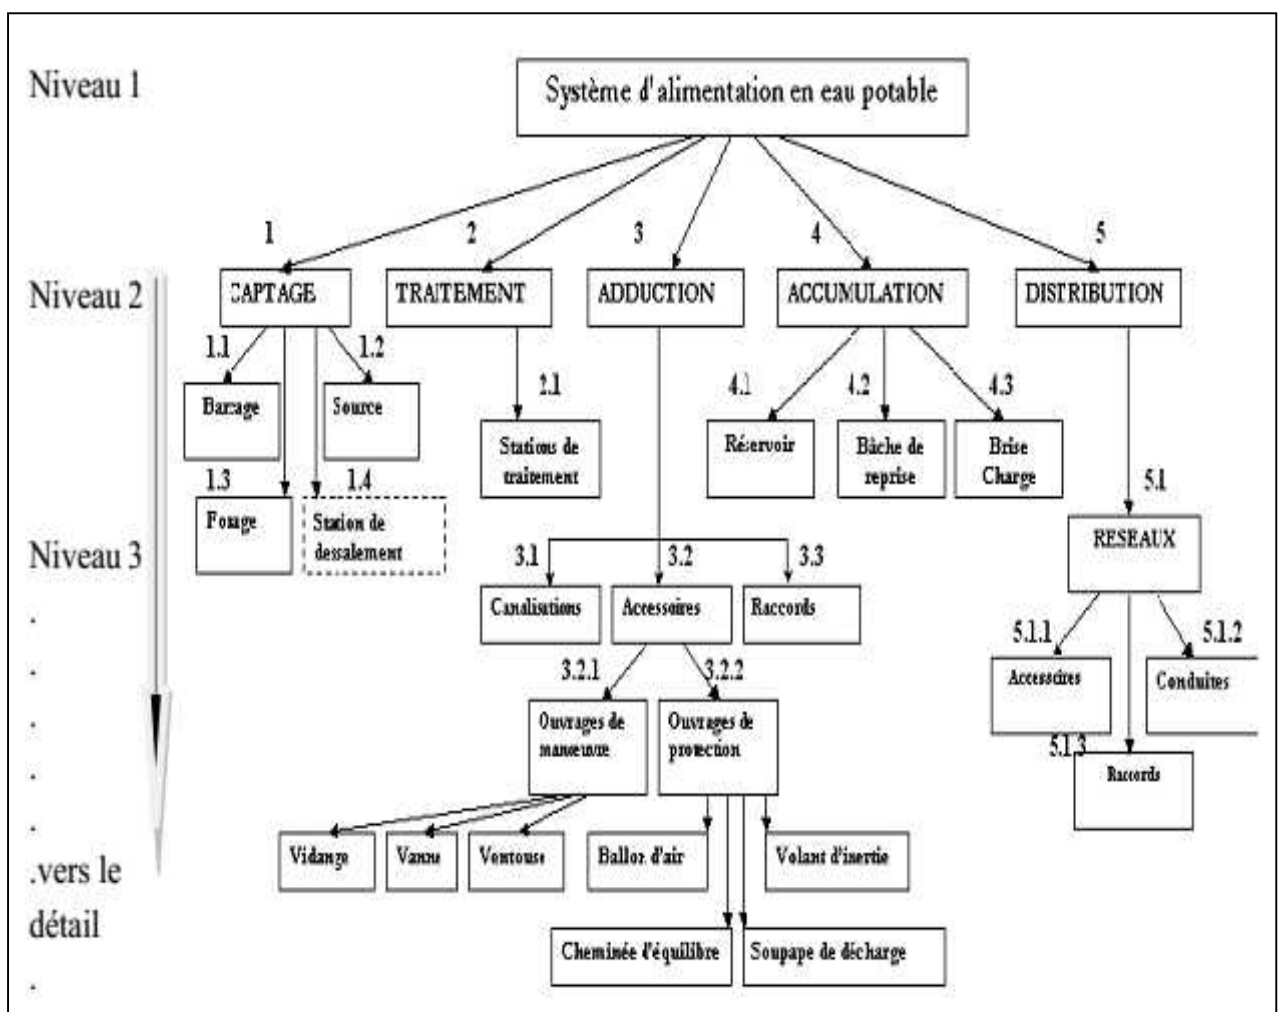 Niveau 1
Système d'alimentation en eau potable
1
2
3
4
5
Niveau 2
CAPTAGE
TRAITEMENT
ADDUCTION
ACCUMULATION
DISTRIBUTION
1.1
1.2
Barrage
Source
1.3
1.4
Forage
Station de
dessalement
2.1
Stations de
traitement
4.1
4.2
4.3
Réservoir
Bâche de
reprise
Brise
Charge
5.1
RESEAUX
Niveau 3
3.1
3.2
3.3
Canalisations
Accessoires
Raccords
5.1.1
5.1.2
Accessoires
Conduites
5.1.3
Raccords
3.2.1
3.2.2
Ouvrages de
manœuvre
Ouvrages de
protection
.
.
.
.
.
Vidange
Vanne
Ventouse
Ballon d'air
Volant d'inertie
.vers le
détail
Cheminée d'équilibre
Soupape de décharge
.